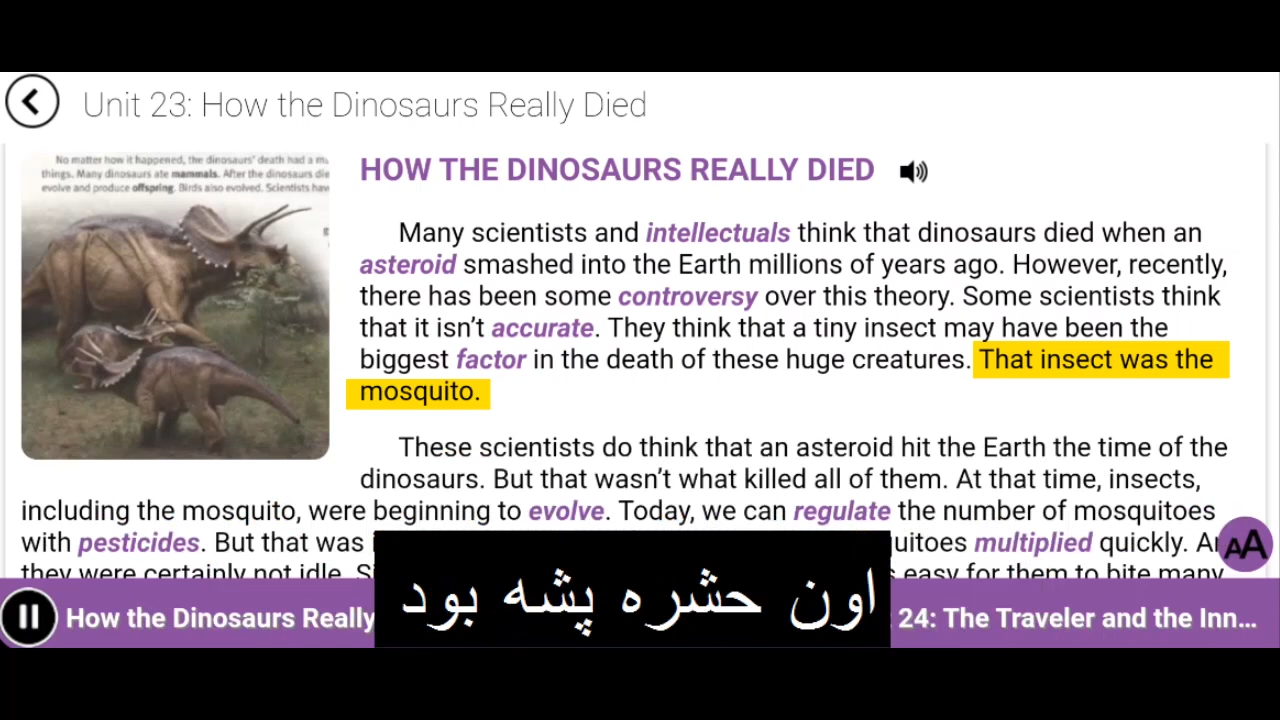 Unit 23: How the Dinosaurs Really Died
No matter how it happened, the dinosaurs' death had a
things. Many dinosaurs ate mammals. After the dinosaurs die
evolve and produce offspring. Birds also evolved. Scientists hav
HOW THE DINOSAURS REALLY DIED
Many scientists and intellectuals think that dinosaurs died when an
asteroid smashed into the Earth millions of years ago. However, recently,
there has been some controversy over this theory. Some scientists think
that it isn't accurate. They think that a tiny insect may have been the
biggest factor in the death of these huge creatures. That insect was the
mosquito.
These scientists do think that an asteroid hit the Earth the time of the
dinosaurs. But that wasn't what killed all of them. At that time, insects,
including the mosquito, were beginning to evolve. Today, we can regulate the number of mosquitoes
with pesticides. But that was uitoes multiplied quickly. A
they were certainly not idle. S s easy for them to bite many
AA
اون حشره پشه بود
How the Dinosaurs Really 24: The Traveler and the Inn...